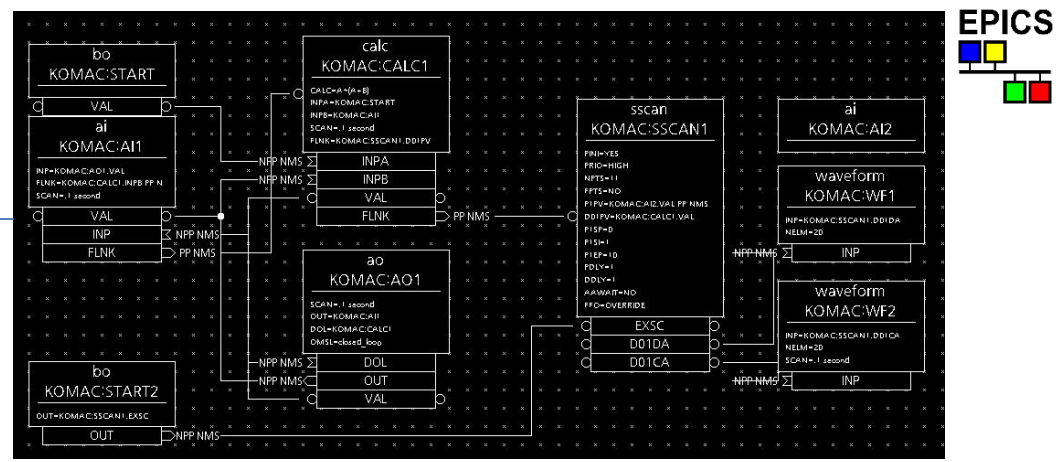 EPICS
bo
KOMAC:START
VAL
ai
KOMAC:AI1
INP=KOMAC:AO1.VAL
FLNK=KOMAC:CALC1.INPB PP N
SCAN=.1 second
VAL
INP
NPP NMS
FLNK
PP NMS
bo
KOMAC:START2
OUT=KOMAC:SSCAN1.EXSC
OUT
NPP NMS
calc
KOMAC:CALC1
CALC=A+(A+B)
INPA=KOMAC:START
INPB=KOMAC:AI1
SCAN=.1 second
FLNK=KOMAC:SSCAN1.DD1PV
NPP NMS
INPA
NPP NMS
INPB
VAL
FLNK
PP NMS
ao
KOMAC:AO1
SCAN=.1 second
OUT=KOMAC:AI1
DOL=KOMAC:CALC1
OMSL=closed_loop
NPP NMS
DOL
NPP NMS
OUT
VAL
sscan
KOMAC:SSCAN1
PINI=YES
PRIO=HIGH
NPTS=11
FPTS=NO
P1PV=KOMAC:AI2.VAL PP NMS
DD1PV=KOMAC:CALC1.VAL
P1SP=0
P1SI=1
P1EP=10
PDLY=1
DDLY=1
AAWAIT=NO
FFO=OVERRIDE
EXSC
D01DA
D01CA
ai
KOMAC:AI2
waveform
KOMAC:WF1
INP=KOMAC:SSCAN1.DD1DA
NELM=20
NPP NMS
INP
waveform
KOMAC:WF2
INP=KOMAC:SSCAN1.DD1CA
NELM=20
SCAN=.1 second
NPP NMS
INP